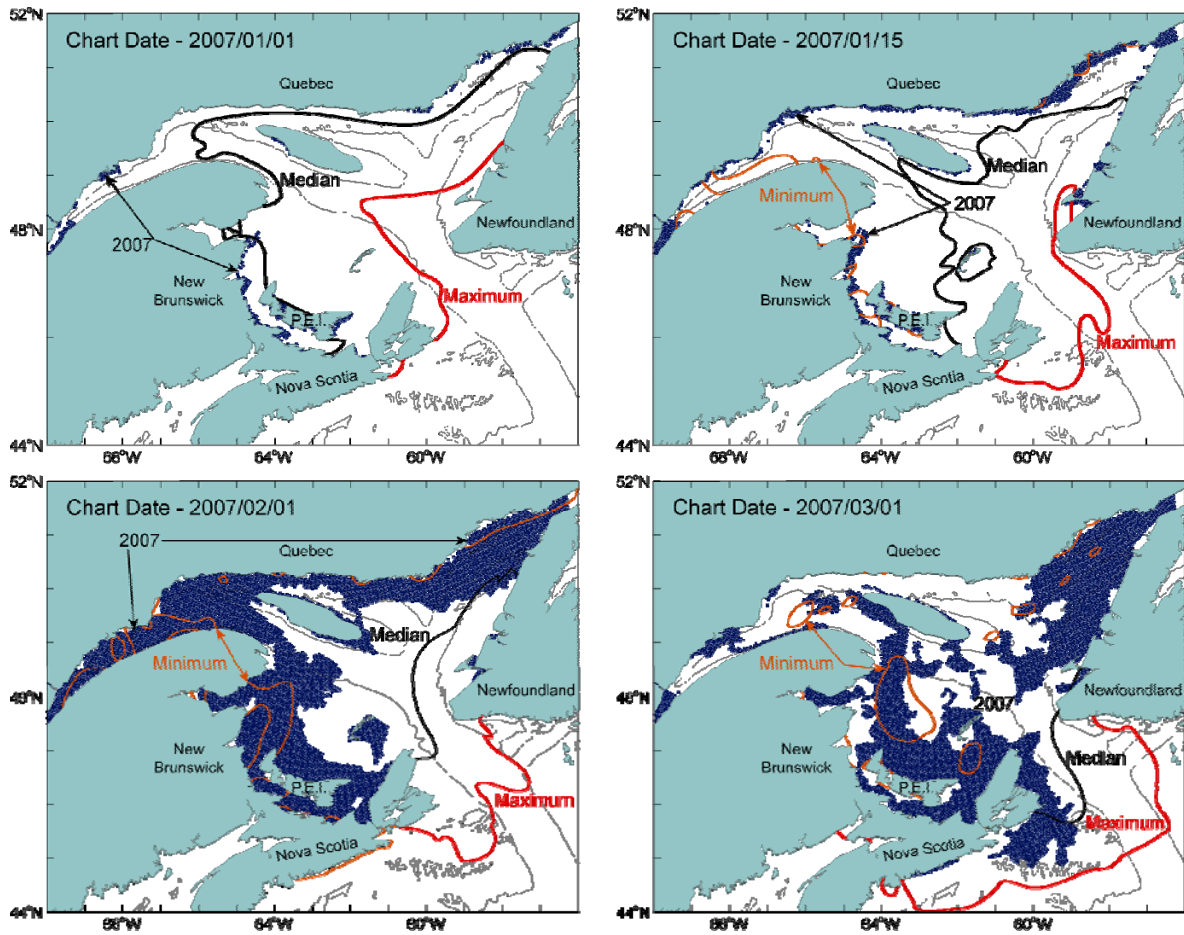 52°N
Chart Date - 2007/01/01
Quebec
Median
48°N
2007
Newfoundland
New
Brunswick
Maximum
P.E.I.
Nova Scotia
44°N
68°W
64°W
60°W
Chart Date - 2007/01/15
Quebec
Median
Minimum
2007
48°N
Newfoundland
New
Brunswick
P.E.I.
Maximum
Nova Scotia
44°N
68°W
64°W
60°W
52°N
Chart Date - 2007/02/01
2007
Quebec
Median
Minimum
48°N
Newfoundland
New
Brunswick
P.E.I.
Maximum
Nova Scotia
44°N
68°W
64°W
60°W
52°N
Chart Date - 2007/03/01
Quebec
Minimum
48°N
2007
Newfoundland
New
Brunswick
Median
P.E.I.
Maximum
Nova Scotia
44°N
68°W
64°W
60°W